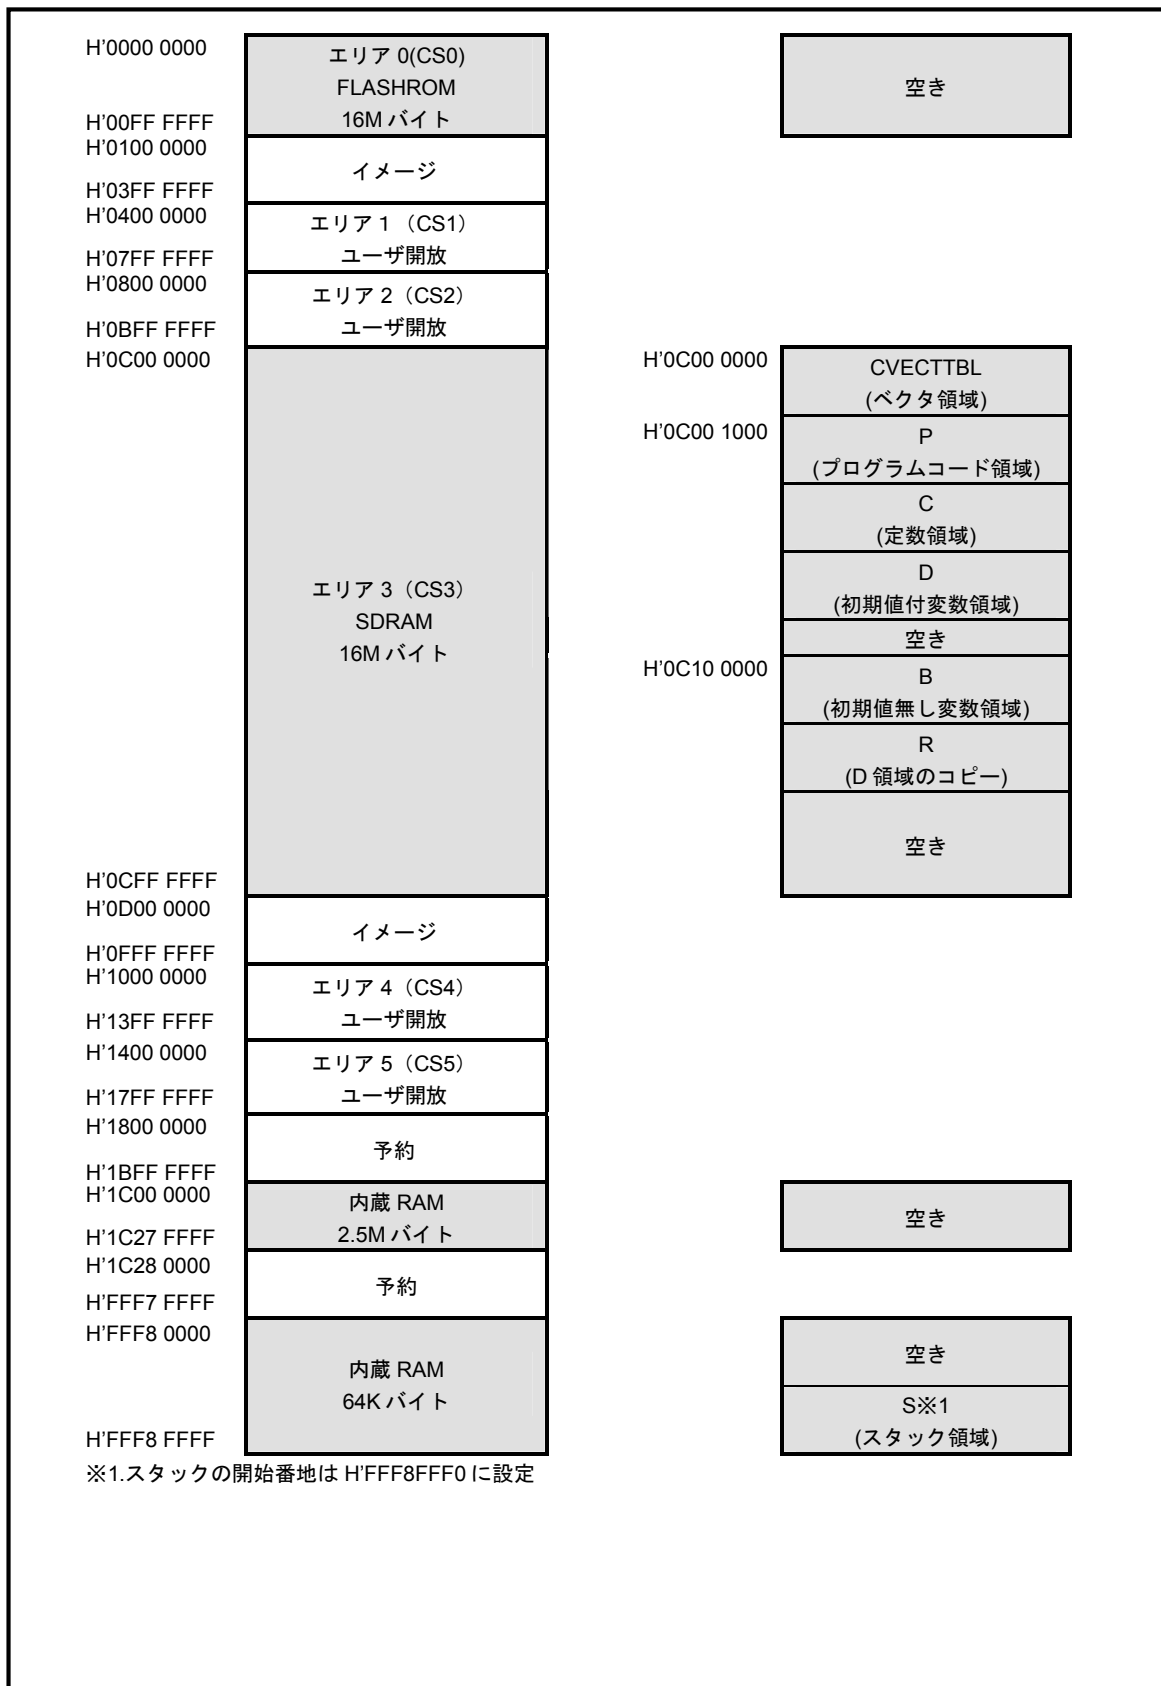 H'0000 0000
エリア 0(CS0)
FLASHROM
16M バイト
空き
H'00FF FFFF
H'0100 0000
イメージ
H'03FF FFFF
H'0400 0000
エリア 1 （CS1）
ユーザ開放
H'07FF FFFF
H'0800 0000
エリア 2（CS2）
ユーザ開放
H'0BFF FFFF
H'0C00 0000
エリア 3（CS3）
SDRAM
16M バイト
H'0C00 0000
CVECTTBL
(ベクタ領域)
H'0C00 1000
P
(プログラムコード領域)
C
(定数領域)
D
(初期値付変数領域)
空き
H'0C10 0000
B
(初期値無し変数領域)
R
(D 領域のコピー)
空き
H'0CFF FFFF
H'0D00 0000
イメージ
H'0FFF FFFF
H'1000 0000
エリア 4（CS4）
ユーザ開放
H'13FF FFFF
H'1400 0000
エリア 5（CS5）
ユーザ開放
H'17FF FFFF
H'1800 0000
予約
H'1BFF FFFF
H'1C00 0000
内蔵 RAM
2.5M バイト
空き
H'1C27 FFFF
H'1C28 0000
予約
H'FFF7 FFFF
H'FFF8 0000
内蔵 RAM
64K バイト
空き
S※1
(スタック領域)
H'FFF8 FFFF
※1.スタックの開始番地は H'FFF8FFF0 に設定